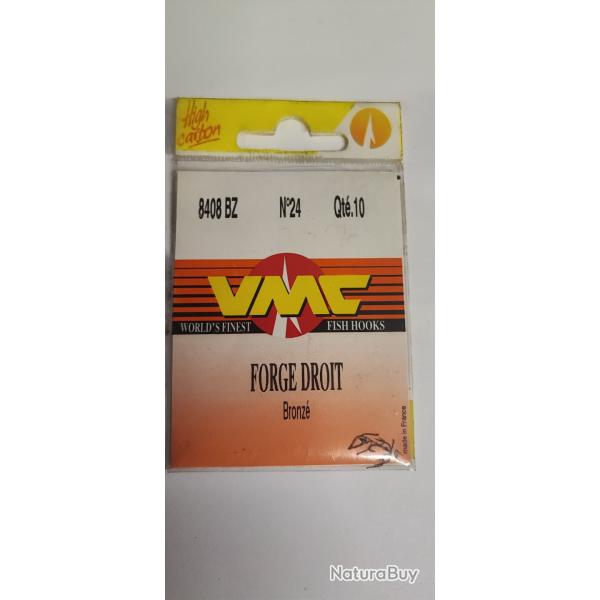 High
carbon
8408 BZ N°24 Qté.10
VMC
WORLD'S FINEST FISH HOOKS
FORGE DROIT
Bronzé
made in France
NaturaBuy